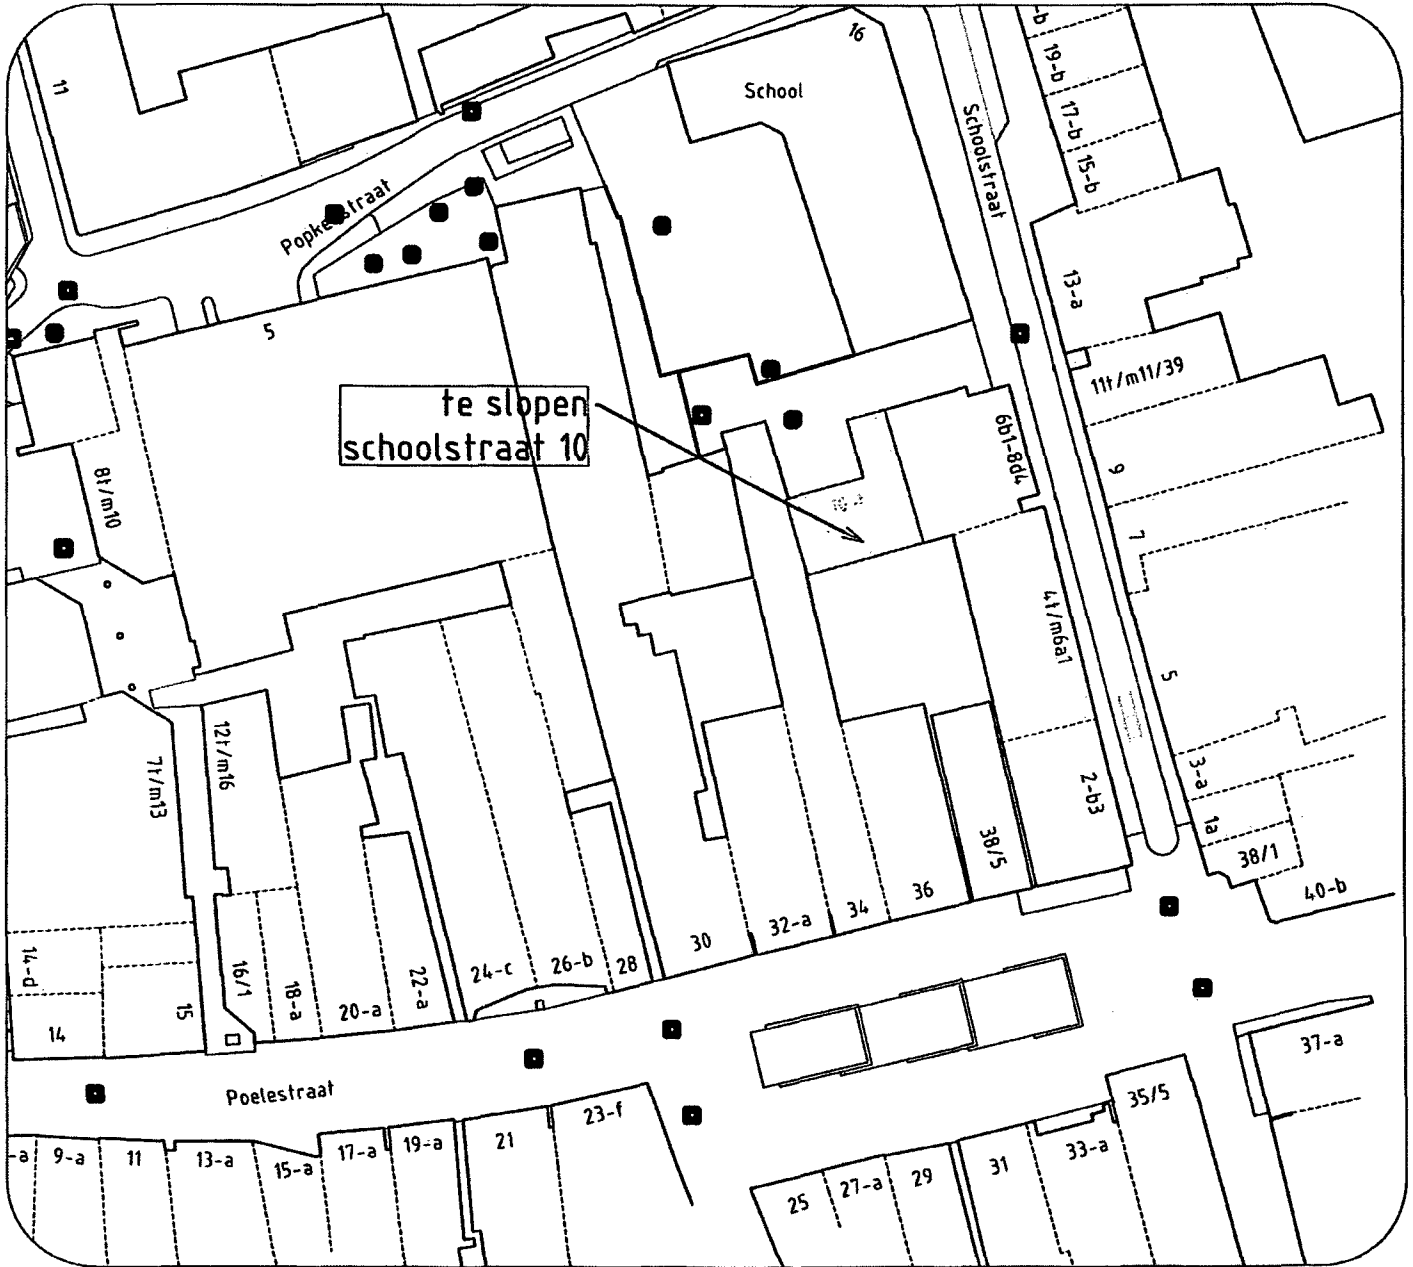 11
16
School
-b
19-b
17-b
15-b
Schoolstraat
Popke straat
13-a
5
11t/m11/39
te slopen
schoolstraat 10
6b1-8d4
9
8t/m10
7
4t/m6a1
5
12t/m16
7t/m13
3-a
2-b3
1a
38/5
38/1
40-b
36
34
32-a
30
28
26-b
24-c
22-a
20-a
18-a
16/1
15
14-d
14
37-a
Poelestraat
35/5
23-f
33-a
21
31
19-a
17-a
15-a
13-a
11
9-a
-a
29
27-a
25